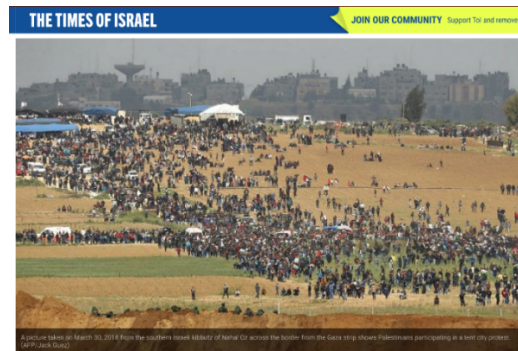 THE TIMES OF ISRAEL
JOIN OUR COMMUNITY Support ToI and remove
A picture taken on March 30, 2018 from the southern Israeli kibbutz of Nahal Oz across the border from the Gaza strip shows Palestinians participating in a tent city protest.
(AFP/Jack Guez)